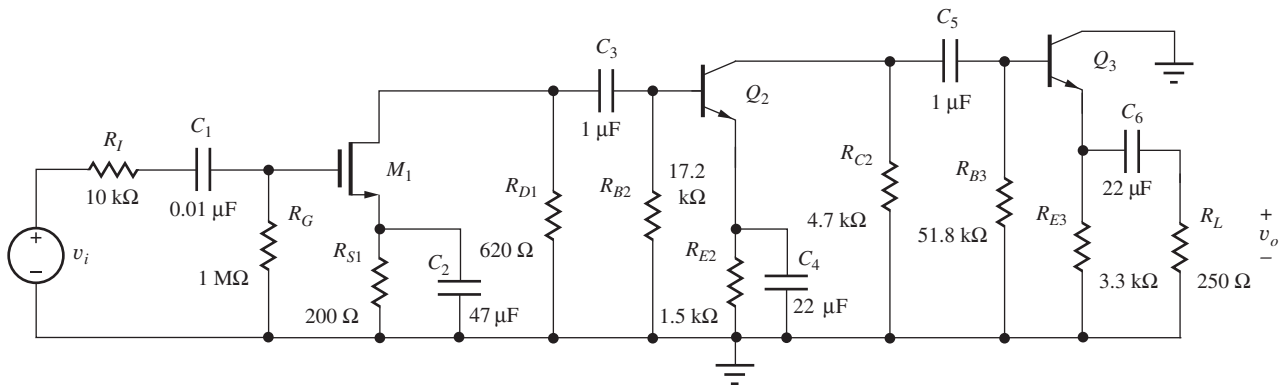 C5
C3
Q3
Q2
1 μF
1 μF
C6
C1
RI
M1
17.2
kΩ
RC2
RB3
RD1
RB2
22 μF
10 kΩ
0.01 μF
RG
4.7 kΩ
51.8 kΩ
RE3
RL
+
vo
−
+
−
vi
RS1
C2
620 Ω
RE2
C4
1 MΩ
3.3 kΩ
250 Ω
200 Ω
47 μF
1.5 kΩ
22 μF